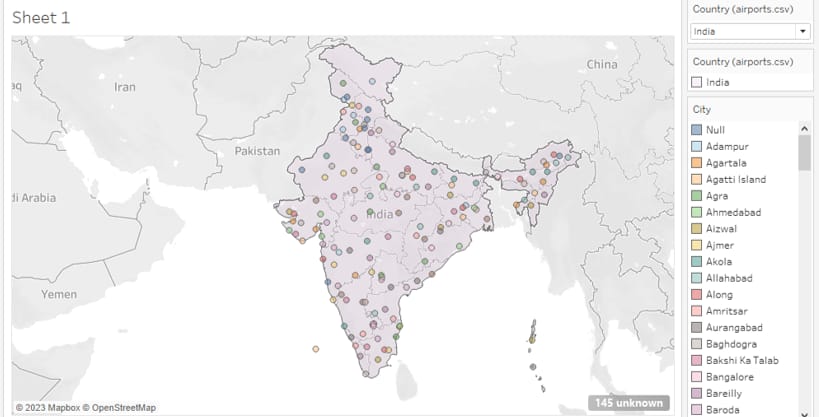 Sheet 1
Iran
China
Pakistan
India
Yemen
© 2023 Mapbox © OpenStreetMap
145 unknown
Country (airports.csv)
India
Country (airports.csv)
India
City
Null
Adampur
Agartala
Agatti Island
Agra
Ahmedabad
Aizwal
Ajmer
Akola
Allahabad
Along
Amritsar
Aurangabad
Baghdogra
Bakshi Ka Talab
Bangalore
Bareilly
Baroda